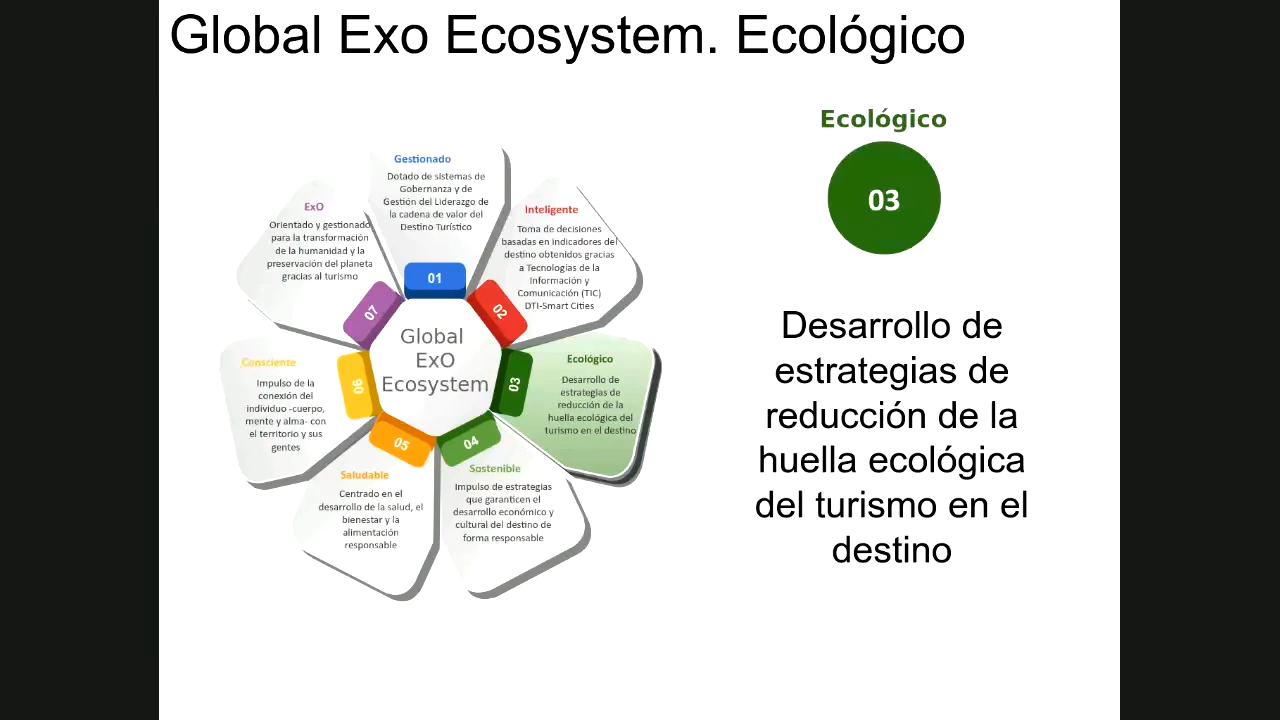 Global Exo Ecosystem. Ecológico
Gestionado
Dotado de sistemas de
Gobernanza y de
Gestión del Liderazgo de
la cadena de valor del
Destino Turístico
01
Inteligente
Toma de decisiones
basadas en indicadores del
destino obtenidos gracias
a Tecnologías de la
Información y
Comunicación (TIC)
DTI-Smart Cities
02
Ecológico
Desarrollo de
estrategias de
reducción de la
huella ecológica del
turismo en el destino
03
Sostenible
Impulso de estrategias
que garanticen el
desarrollo económico y
cultural del destino de
forma responsable
04
Saludable
Centrado en el
desarrollo de la salud, el
bienestar y la
alimentación
responsable
05
Consciente
Impulso de la
conexión del
individuo -cuerpo,
mente y alma- con
el territorio y sus
gentes
06
ExO
Orientado y gestionado
para la transformación
de la humanidad y la
preservación del planeta
gracias al turismo
07
Global
ExO
Ecosystem
Ecológico
03
Desarrollo de
estrategias de
reducción de la
huella ecológica
del turismo en el
destino